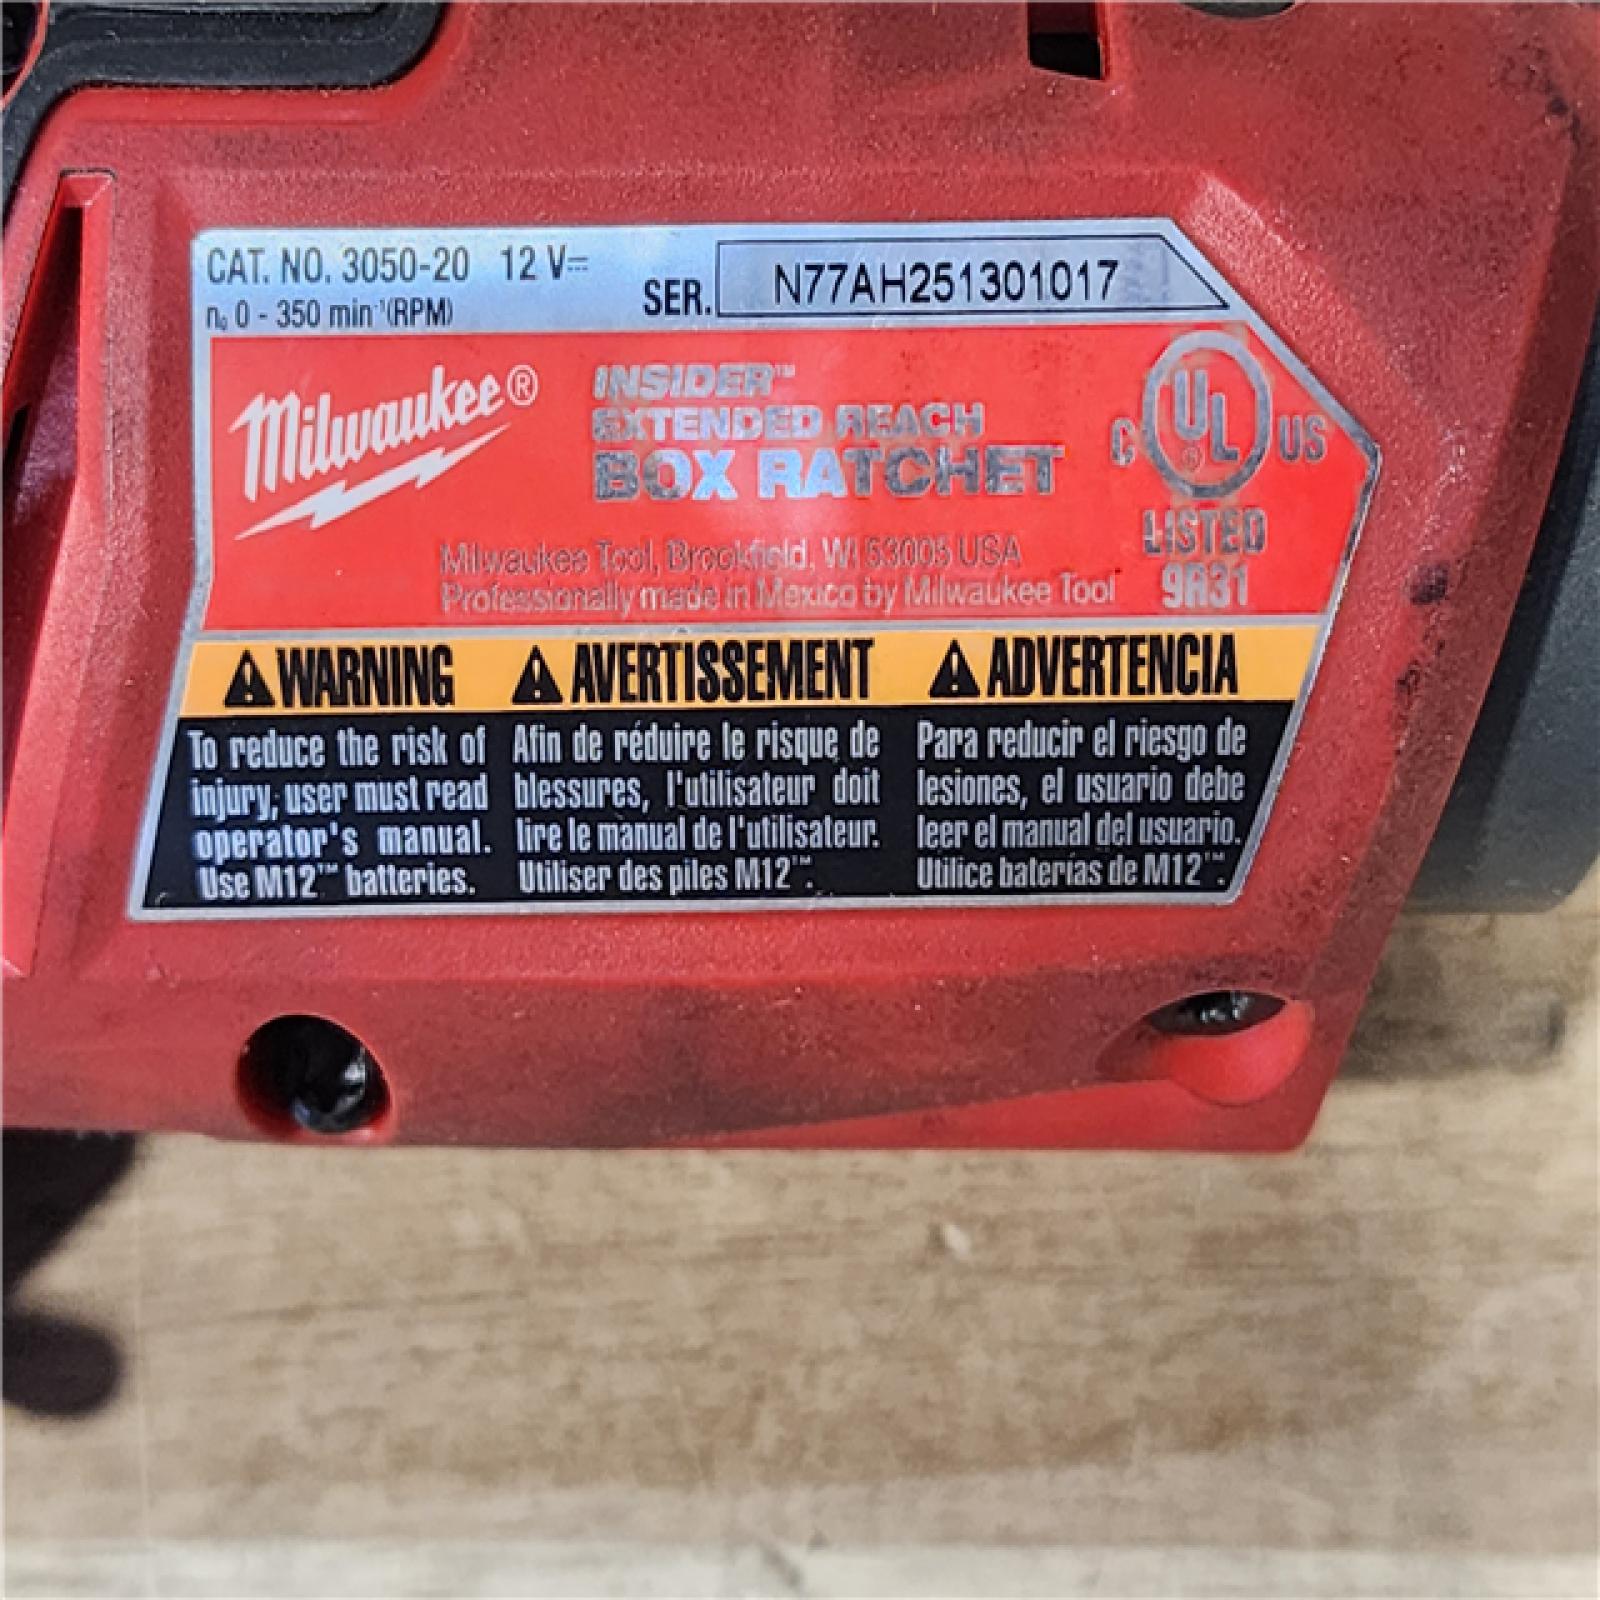 CAT. NO. 3050-20 12 V⎓
n₀ 0 - 350 min⁻¹(RPM)
SER. N77AH251301017
Milwaukee®
INSIDER™
EXTENDED REACH
BOX RATCHET
C UL® US
LISTED
9R31
Milwaukee Tool, Brookfield, WI 53005 USA
Professionally made in Mexico by Milwaukee Tool
⚠ WARNING
To reduce the risk of
injury, user must read
operator's manual.
Use M12™ batteries.
⚠ AVERTISSEMENT
Afin de réduire le risque de
blessures, l'utilisateur doit
lire le manual de l'utilisateur.
Utiliser des piles M12™.
⚠ ADVERTENCIA
Para reducir el riesgo de
lesiones, el usuario debe
leer el manual del usuario.
Utilice baterías de M12™.